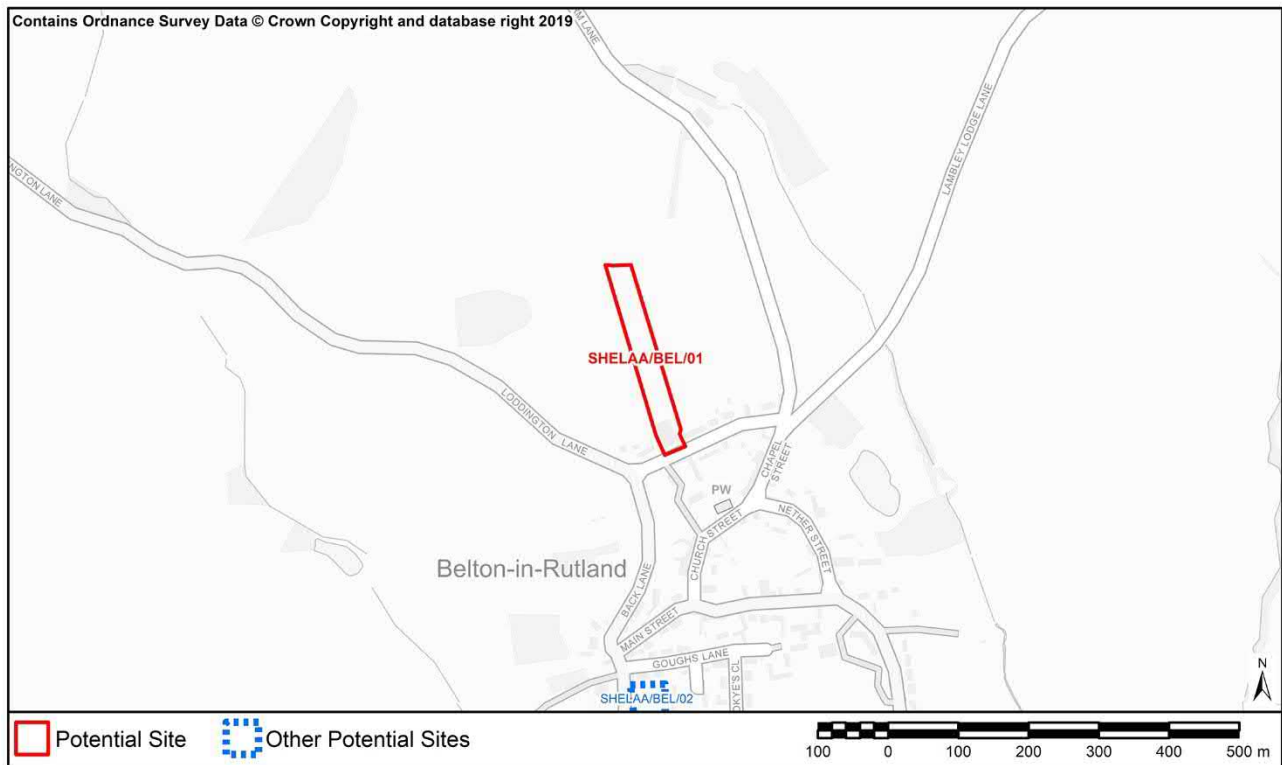 Contains Ordnance Survey Data © Crown Copyright and database right 2019
M LANE
LAMBLEY LODGE LANE
NGTON LANE
SHELAA/BEL/01
LODDINGTON LANE
CHAPEL STREET
PW
NETHER STREET
CHURCH STREET
Belton-in-Rutland
BACK LANE
MAIN STREET
GOUGHS LANE
OKYE'S CL
SHELAA/BEL/02
N
Potential Site
Other Potential Sites
100 0 100 200 300 400 500 m